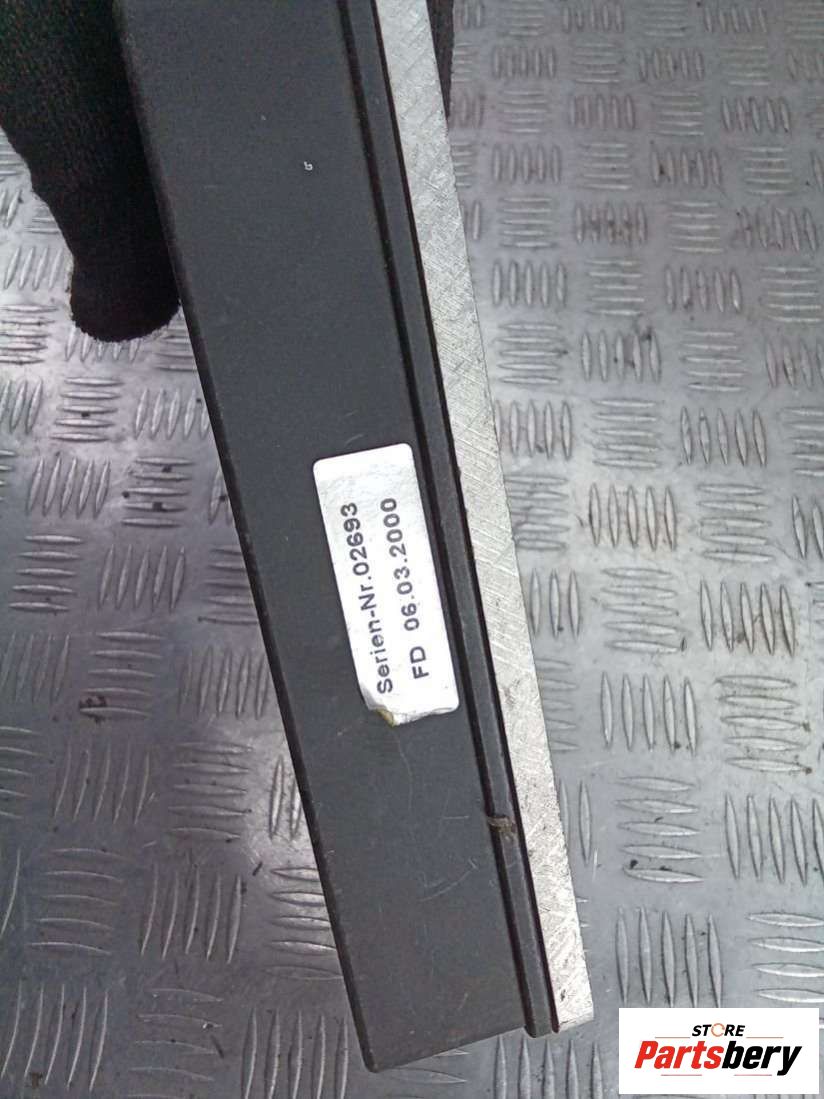 Serien-Nr.02693
FD 06.03.2000
STORE
Partsbery